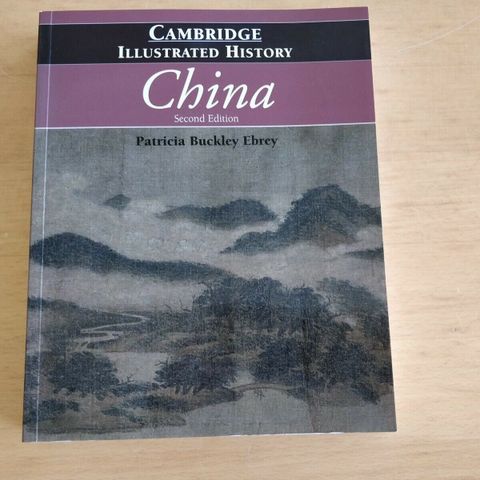 CAMBRIDGE
ILLUSTRATED HISTORY
China
Second Edition
Patricia Buckley Ebrey